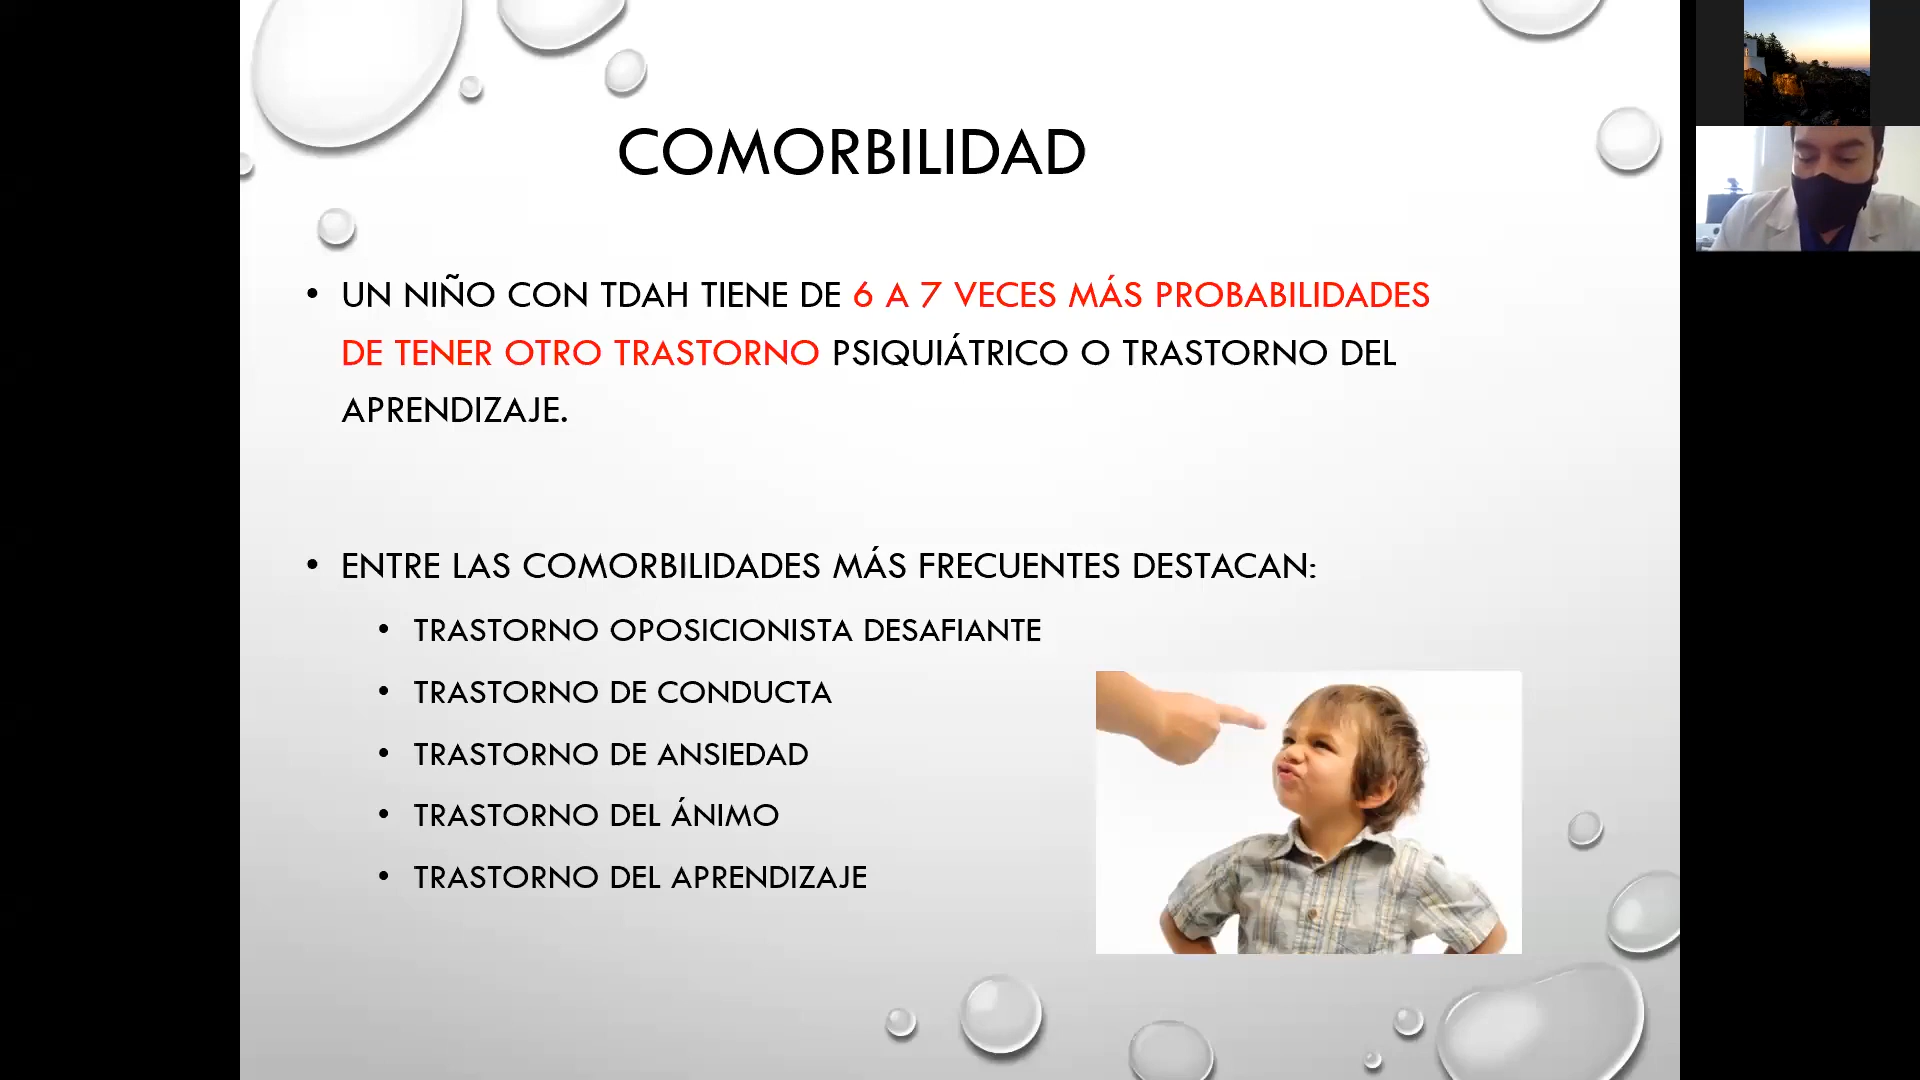 COMORBILIDAD
• UN NIÑO CON TDAH TIENE DE 6 A 7 VECES MÁS PROBABILIDADES
DE TENER OTRO TRASTORNO PSIQUIÁTRICO O TRASTORNO DEL
APRENDIZAJE.
• ENTRE LAS COMORBILIDADES MÁS FRECUENTES DESTACAN:
• TRASTORNO OPOSICIONISTA DESAFIANTE
• TRASTORNO DE CONDUCTA
• TRASTORNO DE ANSIEDAD
• TRASTORNO DEL ÁNIMO
• TRASTORNO DEL APRENDIZAJE